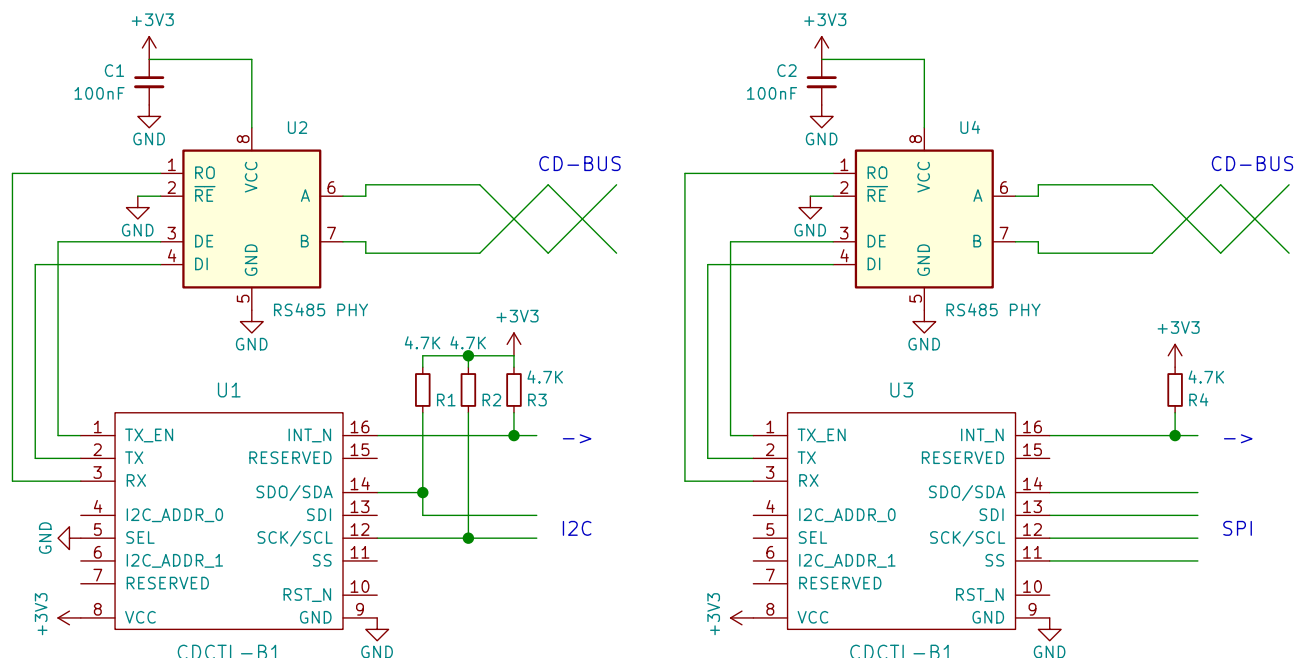 +3V3
C1
100nF
GND
U2
8
VCC
1
RO
2
RE
GND
3
DE
4
DI
A
6
B
7
GND
5
RS485 PHY
GND
CD-BUS
+3V3
4.7K
4.7K
4.7K
R1
R2
R3
U1
1
TX_EN
2
TX
3
RX
4
I2C_ADDR_0
GND
5
SEL
6
I2C_ADDR_1
7
RESERVED
+3V3
8
VCC
INT_N
16
->
RESERVED
15
SDO/SDA
14
SDI
13
I2C
SCK/SCL
12
SS
11
RST_N
10
GND
9
GND
CDCTL-B1
+3V3
C2
100nF
GND
U4
8
VCC
1
RO
2
RE
GND
3
DE
4
DI
A
6
B
7
GND
5
RS485 PHY
GND
CD-BUS
+3V3
4.7K
R4
U3
1
TX_EN
2
TX
3
RX
4
I2C_ADDR_0
5
SEL
6
I2C_ADDR_1
7
RESERVED
+3V3
8
VCC
INT_N
16
->
RESERVED
15
SDO/SDA
14
SDI
13
SPI
SCK/SCL
12
SS
11
RST_N
10
GND
9
GND
CDCTL-B1